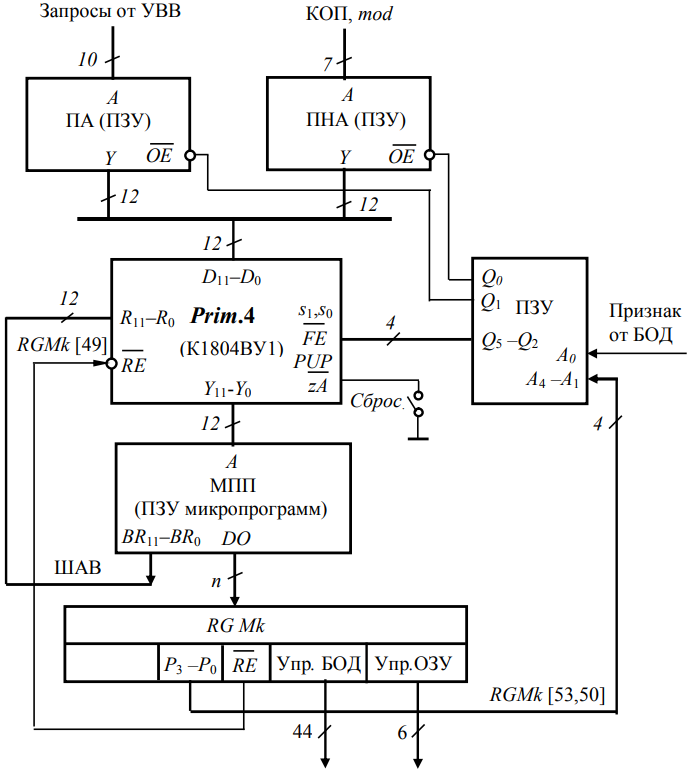 Запросы от УВВ
КОП, mod
10
7
A
ПА (ПЗУ)
Y
OE
A
ПНА (ПЗУ)
Y
OE
12
12
12
D11–D0
R11–R0
Prim.4
(К1804ВУ1)
s1,s0
FE
PUP
zA
RE
Y11-Y0
12
RGMk [49]
4
Q0
Q1
ПЗУ
Q5 –Q2
A0
A4 –A1
Признак
от БОД
4
Сброс.
12
A
МПП
(ПЗУ микропрограмм)
BR11–BR0
DO
ШАВ
n
RG Mk
P3 –P0
RE
Упр. БОД
Упр.ОЗУ
RGMk [53,50]
44
6